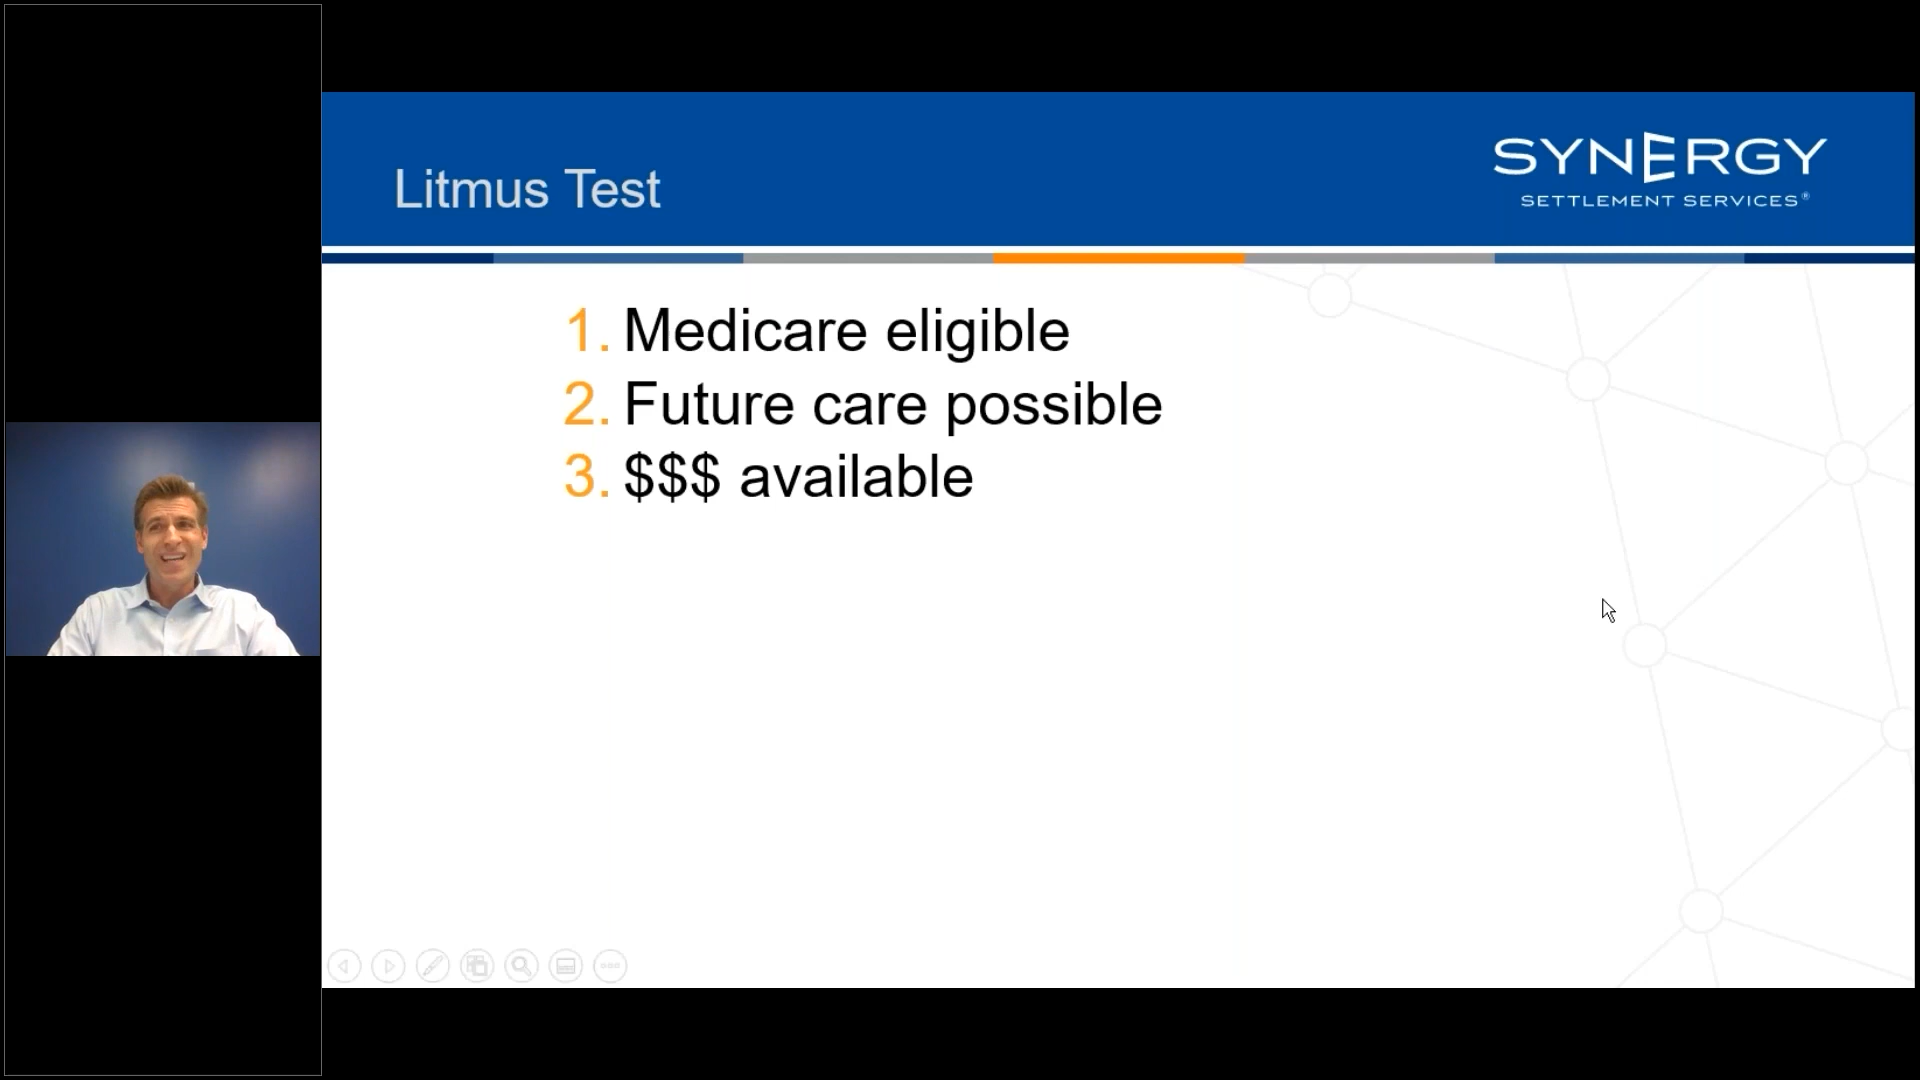 Litmus Test
SYNERGY
SETTLEMENT SERVICES®
1. Medicare eligible
2. Future care possible
3. $$$ available